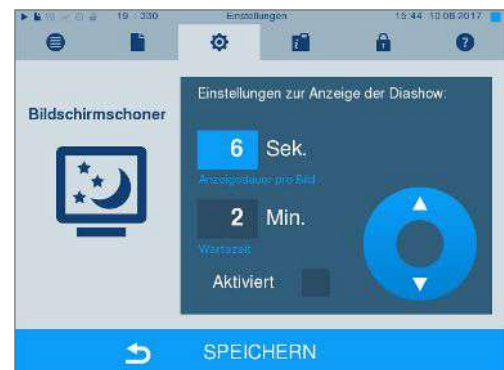 19 : 330 Einstellungen 15:44 10.08.2017
Bildschirmschoner
Einstellungen zur Anzeige der Diashow:
6 Sek.
Anzeigedauer pro Bild
2 Min.
Wartezeit
Aktiviert
SPEICHERN